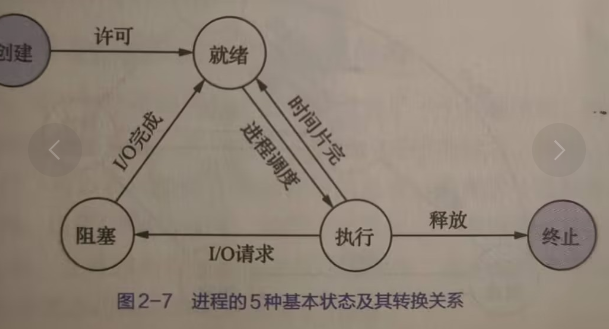 创建
许可
就绪
I/O完成
进程调度
时间片完
阻塞
I/O请求
执行
释放
终止
图2-7 进程的5种基本状态及其转换关系